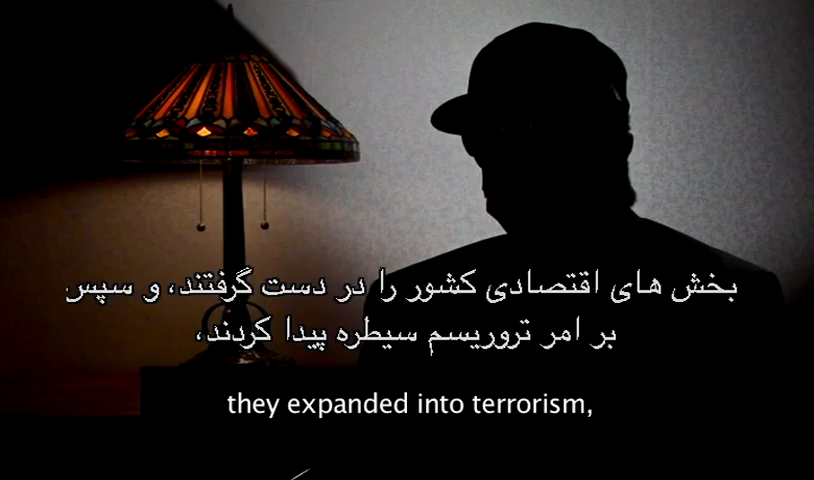 بخش های اقتصادی کشور را در دست گرفتند، و سپس
بر امر تروریسم سیطره پیدا کردند،
they expanded into terrorism,